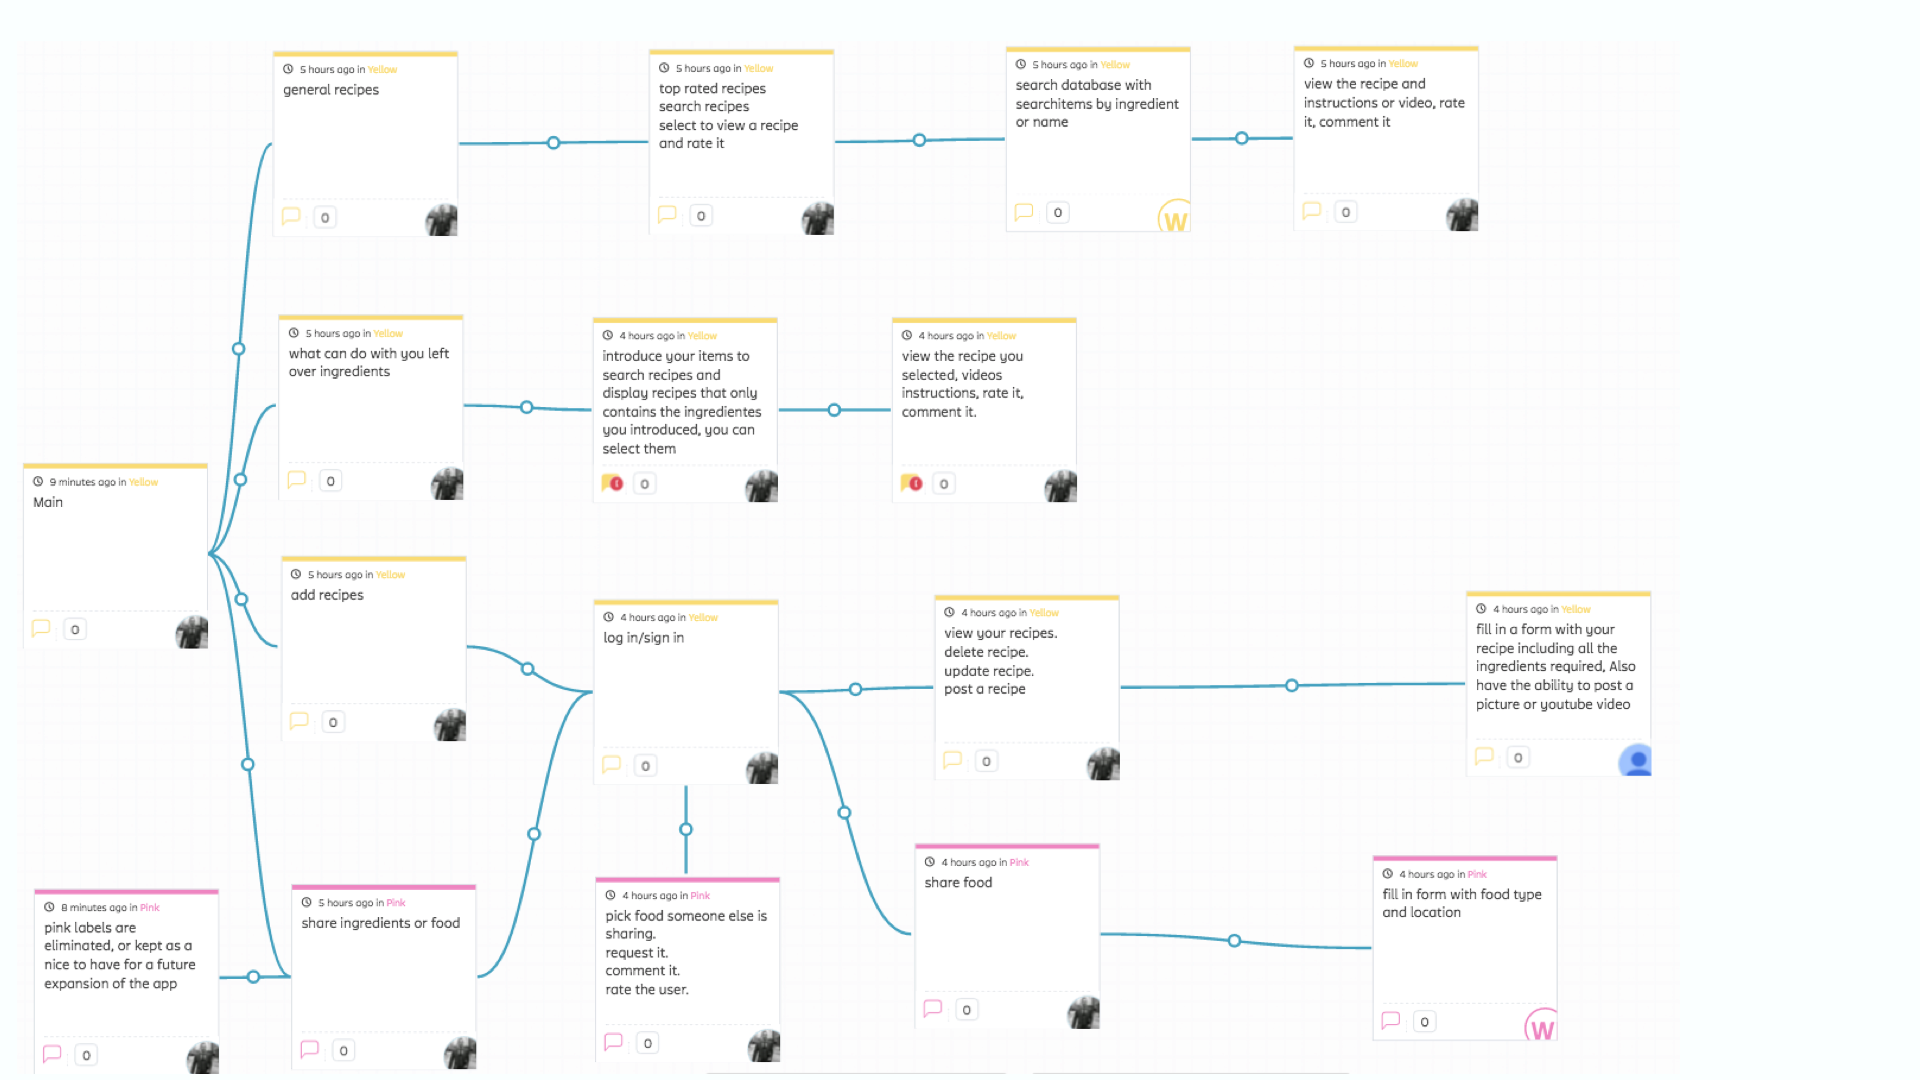 5 hours ago in Yellow
general recipes
0
5 hours ago in Yellow
top rated recipes
search recipes
select to view a recipe
and rate it
0
5 hours ago in Yellow
search database with
searchitems by ingredient
or name
0
W
5 hours ago in Yellow
view the recipe and
instructions or video, rate
it, comment it
0
5 hours ago in Yellow
what can do with you left
over ingredients
0
4 hours ago in Yellow
introduce your items to
search recipes and
display recipes that only
contains the ingredientes
you introduced, you can
select them
0
4 hours ago in Yellow
view the recipe you
selected, videos
instructions, rate it,
comment it.
0
9 minutes ago in Yellow
Main
0
5 hours ago in Yellow
add recipes
0
4 hours ago in Yellow
log in/sign in
0
4 hours ago in Yellow
view your recipes.
delete recipe.
update recipe.
post a recipe
0
4 hours ago in Yellow
fill in a form with your
recipe including all the
ingredients required, Also
have the ability to post a
picture or youtube video
0
8 minutes ago in Pink
pink labels are
eliminated, or kept as a
nice to have for a future
expansion of the app
0
5 hours ago in Pink
share ingredients or food
0
4 hours ago in Pink
pick food someone else is
sharing.
request it.
comment it.
rate the user.
0
4 hours ago in Pink
share food
0
4 hours ago in Pink
fill in form with food type
and location
0
W